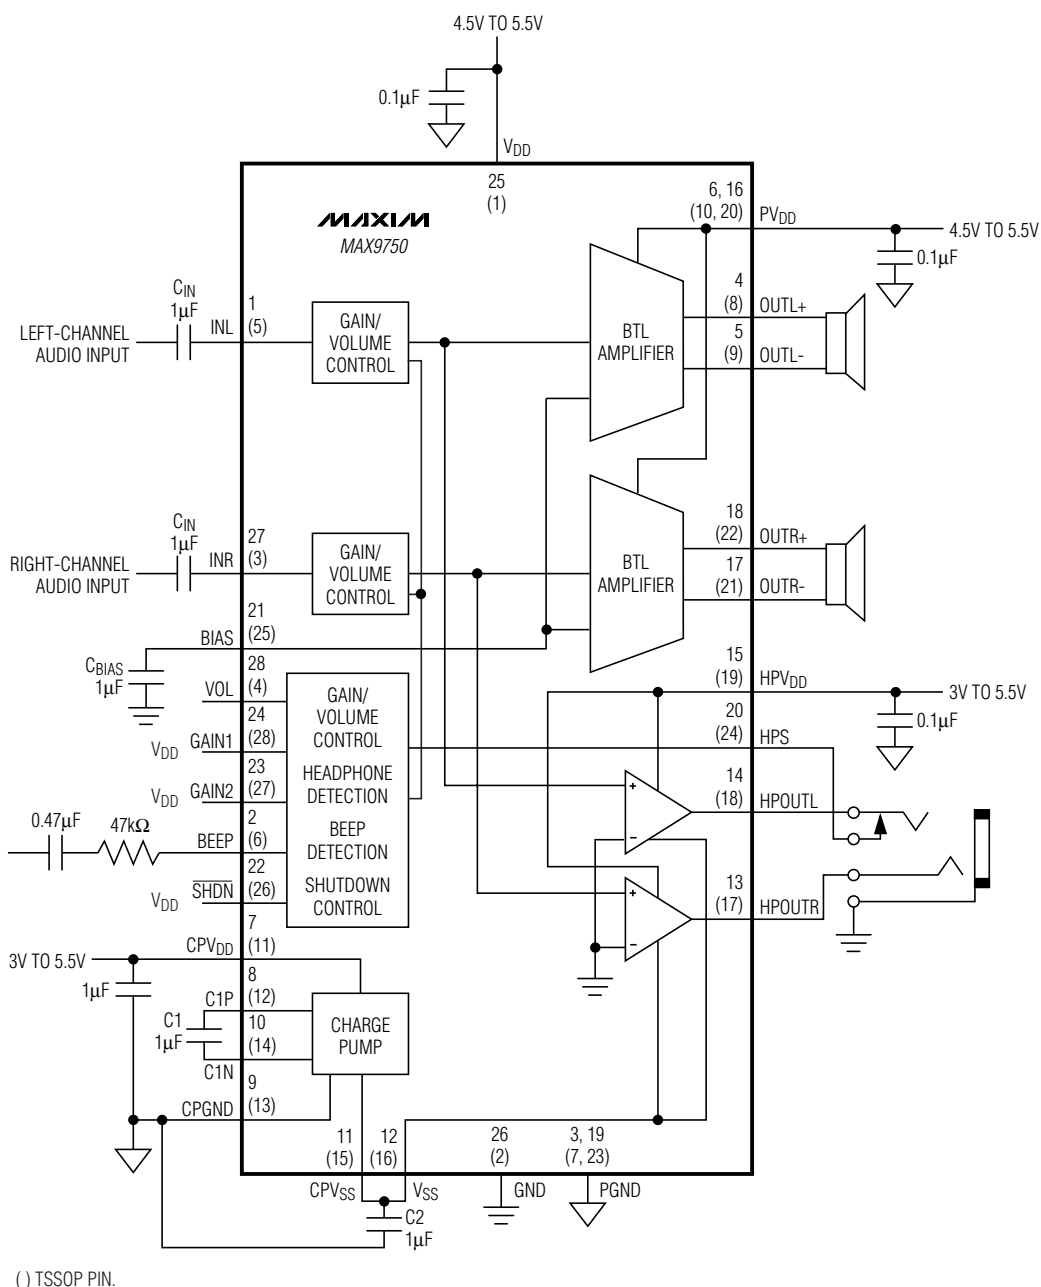 4.5V TO 5.5V
0.1µF
VDD
25
(1)
6, 16
(10, 20)
PVDD
4.5V TO 5.5V
0.1µF
MAXIM
MAX9750
CIN
1µF
LEFT-CHANNEL
AUDIO INPUT
INL
1
(5)
GAIN/
VOLUME
CONTROL
BTL
AMPLIFIER
4
(8)
OUTL+
5
(9)
OUTL-
CIN
1µF
RIGHT-CHANNEL
AUDIO INPUT
INR
27
(3)
GAIN/
VOLUME
CONTROL
BTL
AMPLIFIER
18
(22)
OUTR+
17
(21)
OUTR-
BIAS
21
(25)
CBIAS
1µF
VOL
28
(4)
VDD
GAIN1
24
(28)
VDD
GAIN2
23
(27)
0.47µF
47kΩ
BEEP
2
(6)
VDD
SHDN
22
(26)
GAIN/
VOLUME
CONTROL
HEADPHONE
DETECTION
BEEP
DETECTION
SHUTDOWN
CONTROL
15
(19)
HPVDD
3V TO 5.5V
0.1µF
20
(24)
HPS
14
(18)
HPOUTL
13
(17)
HPOUTR
+
−
+
−
3V TO 5.5V
CPVDD
7
(11)
1µF
C1P
8
(12)
C1
1µF
10
(14)
C1N
CHARGE
PUMP
CPGND
9
(13)
11
(15)
12
(16)
26
(2)
3, 19
(7, 23)
CPVSS
VSS
GND
PGND
C2
1µF
( ) TSSOP PIN.